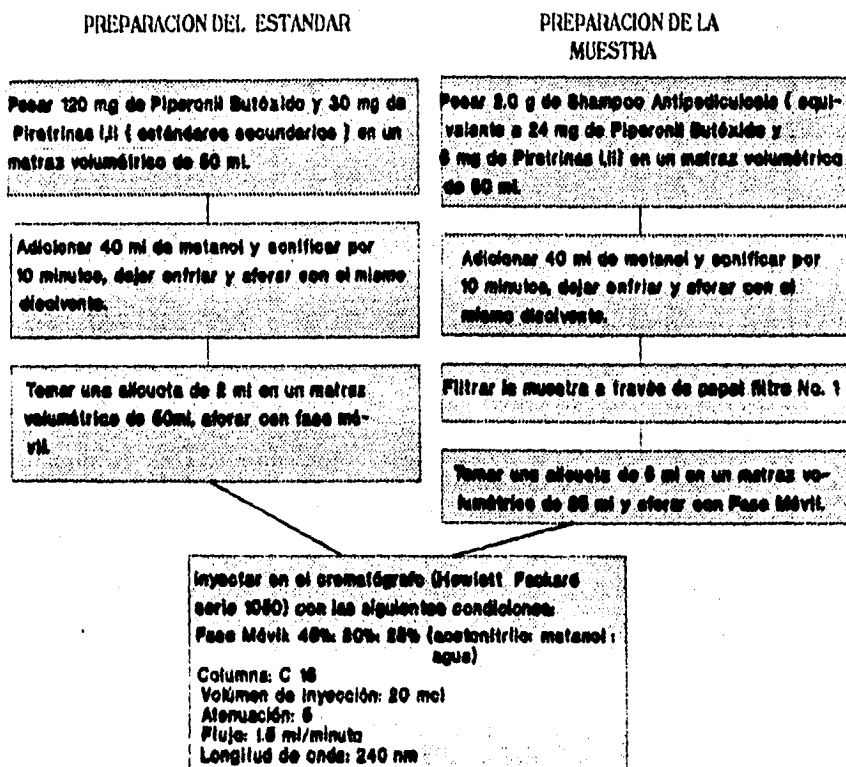 PREPARACION DEL ESTANDAR
Pesar 120 mg de Piperonil Butóxido y 30 mg de
Piretrinas I,II ( estándares secundarios ) en un
matraz volumétrico de 50 ml.
Adicionar 40 ml de metanol y sonificar por
10 minutos, dejar enfriar y aforar con el mismo
disolvente.
Tomar una alícuota de 2 ml en un matraz
volumétrico de 50ml, aforar con fase mó-
vil.
PREPARACION DE LA
MUESTRA
Pesar 2.0 g de Shampoo Antipediculosis ( equi-
valente a 24 mg de Piperonil Butóxido y
6 mg de Piretrinas I,II) en un matraz volumétrico
de 50 ml.
Adicionar 40 ml de metanol y sonificar por
10 minutos, dejar enfriar y aforar con el
mismo disolvente.
Filtrar la muestra a través de papel filtro No. 1
Tomar una alícuota de 5 ml en un matraz vo-
lumétrico de 25 ml y aforar con Fase Móvil.
Inyectar en el cromatógrafo (Hewlett Packard
serie 1050) con las siguientes condiciones:
Fase Móvil: (acetonitrilo: metanol :
agua)
Columna: C
Volúmen de inyección: 20 mcl
Atenuación:
Flujo: 1.5 ml/minuto
Longitud de onda: 240 nm